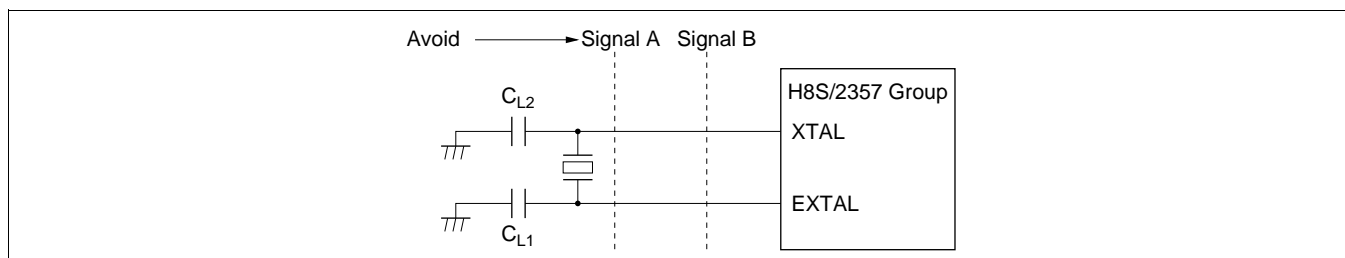 Avoid Signal A Signal B
H8S/2357 Group
CL2
XTAL
EXTAL
CL1